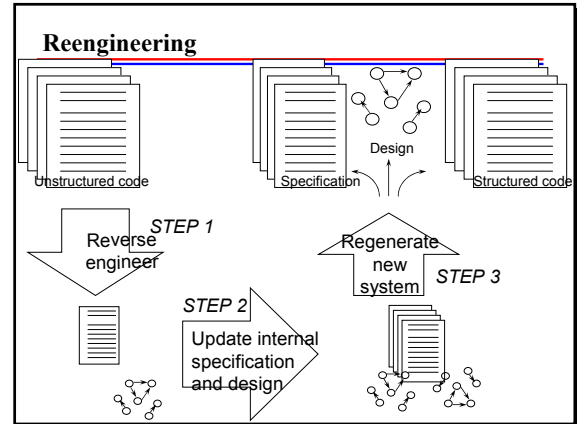 Reengineering
Design
Unstructured code
Specification
Structured code
STEP 1
Reverse
engineer
STEP 2
Update internal
specification
and design
Regenerate
new
system
STEP 3